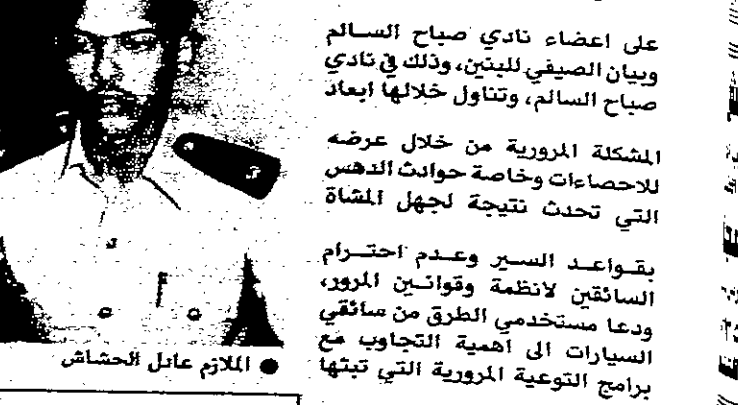 على اعضاء نادي صباح السالم
وبيان الصيفي للبنين، وذلك في نادي
صباح السالم، وتناول خلالها ابعاد
المشكلة المرورية من خلال عرضه
للاحصاءات وخاصة حوادث الدهس
التي تحدث نتيجة لجهل المشاة
بقواعد السير وعدم احترام
السائقين لانظمة وقوانين المرور،
ودعا مستخدمي الطرق من سائقي
السيارات الى اهمية التجاوب مع
برامج التوعية المرورية التي تبثها
● الملازم عادل الحشاش